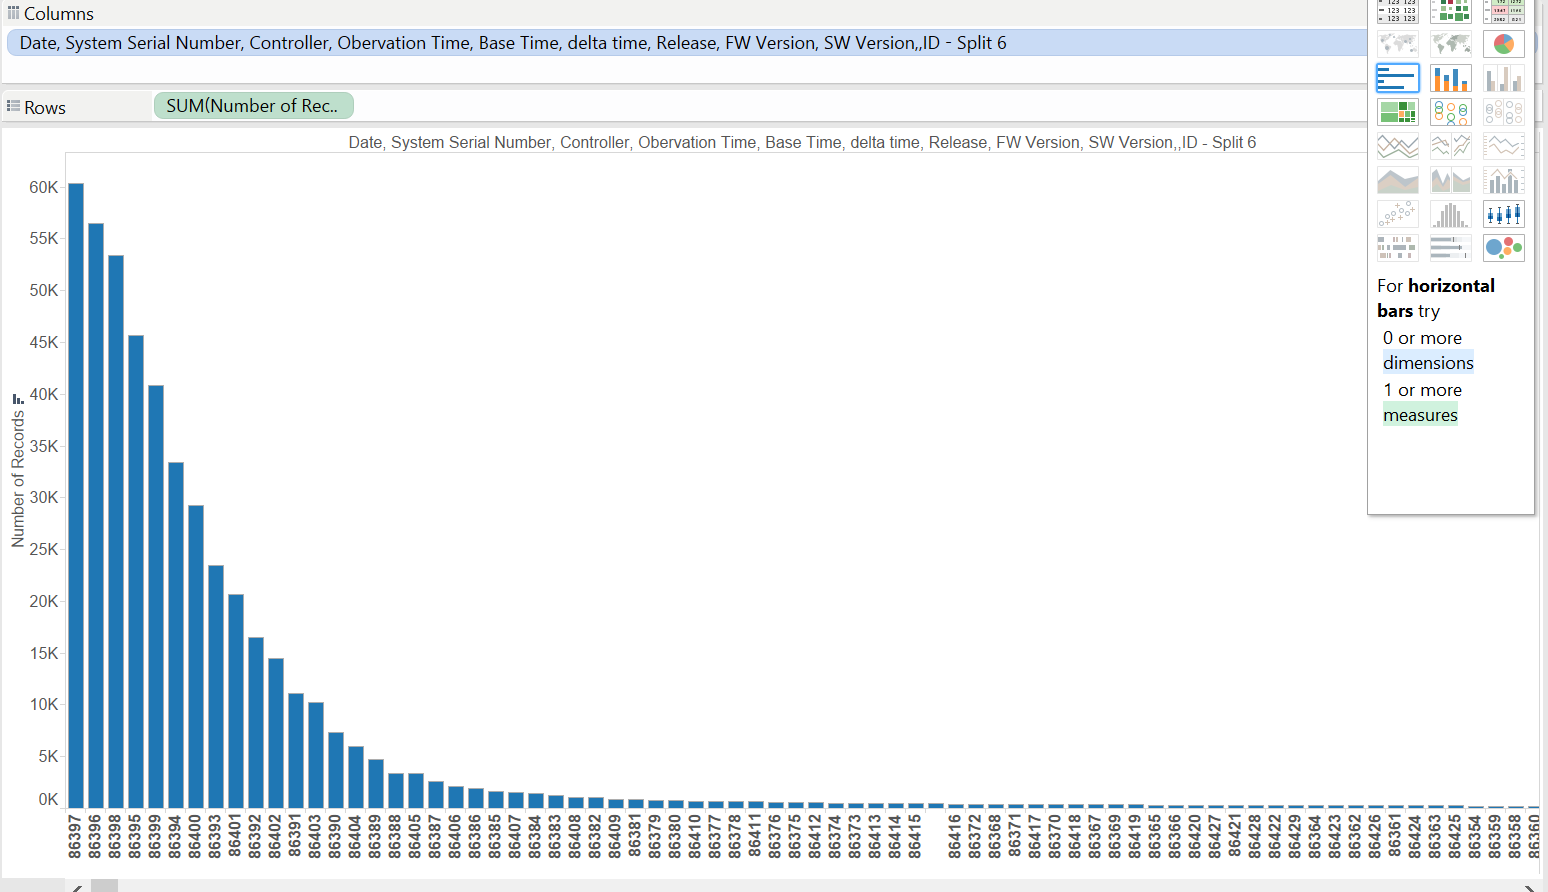 Columns
Date, System Serial Number, Controller, Obervation Time, Base Time, delta time, Release, FW Version, SW Version,,ID - Split 6
Rows
SUM(Number of Rec..
Date, System Serial Number, Controller, Obervation Time, Base Time, delta time, Release, FW Version, SW Version,,ID - Split 6
60K
55K
50K
45K
40K
35K
30K
25K
20K
15K
10K
5K
0K
Number of Records
86397 86396 86398 86395 86399 86394 86400 86393 86401 86392 86402 86391 86403 86390 86404 86389 86388 86405 86387 86406 86386 86385 86407 86384 86383 86408 86382 86409 86381 86379 86380 86410 86377 86378 86411 86376 86375 86412 86374 86373 86413 86414 86415 86416 86372 86368 86371 86417 86370 86418 86367 86369 86419 86365 86366 86420 86427 86421 86428 86422 86429 86364 86423 86362 86426 86361 86424 86363 86425 86354 86359 86358 86360
123 123
123 123
123 123
For horizontal
bars try
0 or more
dimensions
1 or more
measures